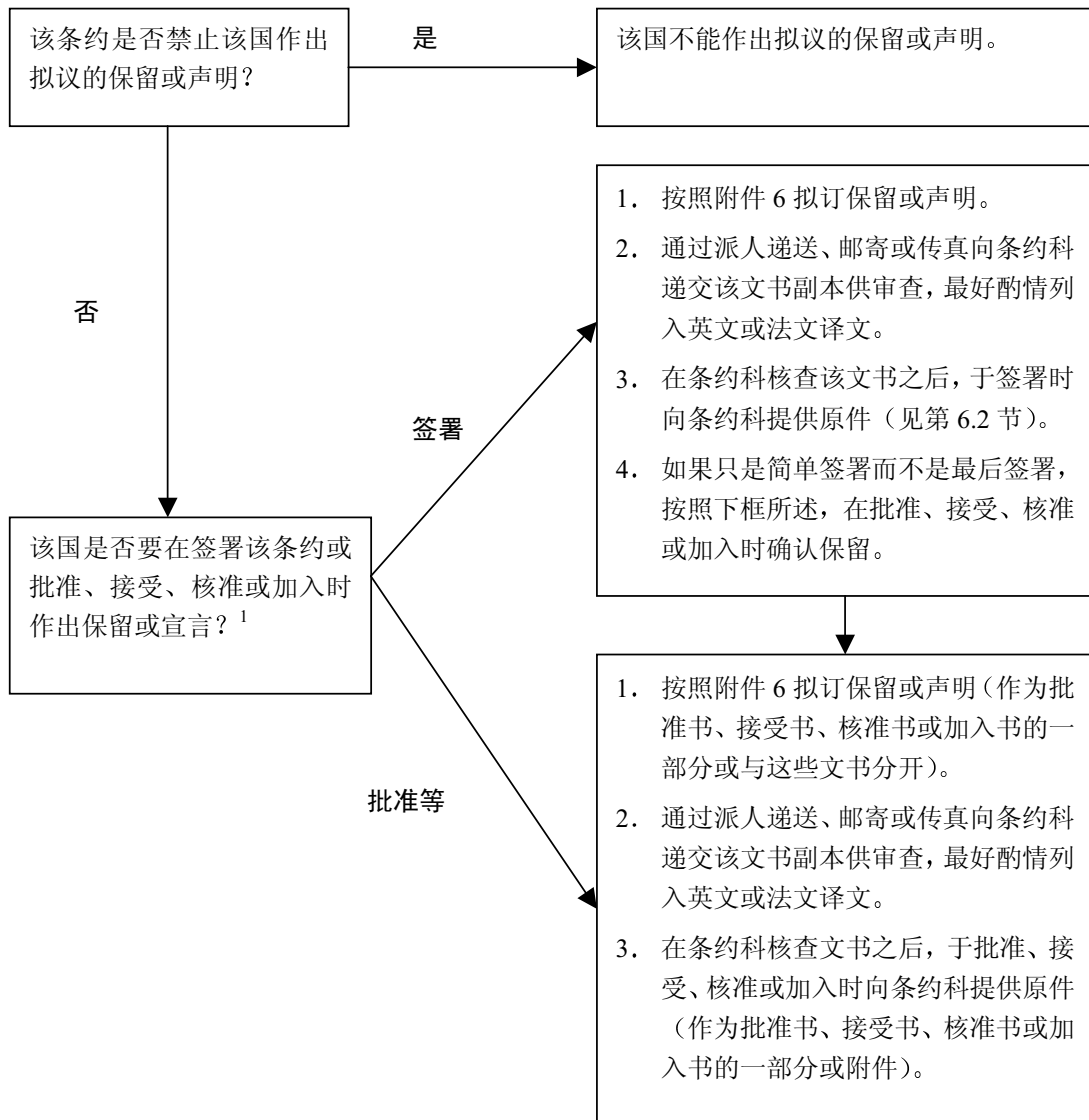 该条约是否禁止该国作出
拟议的保留或声明？
是
该国不能作出拟议的保留或声明。
否
1. 按照附件 6 拟订保留或声明。
2. 通过派人递送、邮寄或传真向条约科
递交该文书副本供审查，最好酌情列
入英文或法文译文。
3. 在条约科核查该文书之后，于签署时
向条约科提供原件（见第 6.2 节）。
4. 如果只是简单签署而不是最后签署，
按照下框所述，在批准、接受、核准
或加入时确认保留。
签署
该国是否要在签署该条约或
批准、接受、核准或加入时
作出保留或宣言？1
批准等
1. 按照附件 6 拟订保留或声明（作为批
准书、接受书、核准书或加入书的一
部分或与这些文书分开）。
2. 通过派人递送、邮寄或传真向条约科
递交该文书副本供审查，最好酌情列
入英文或法文译文。
3. 在条约科核查文书之后，于批准、接
受、核准或加入时向条约科提供原件
（作为批准书、接受书、核准书或加
入书的一部分或附件）。